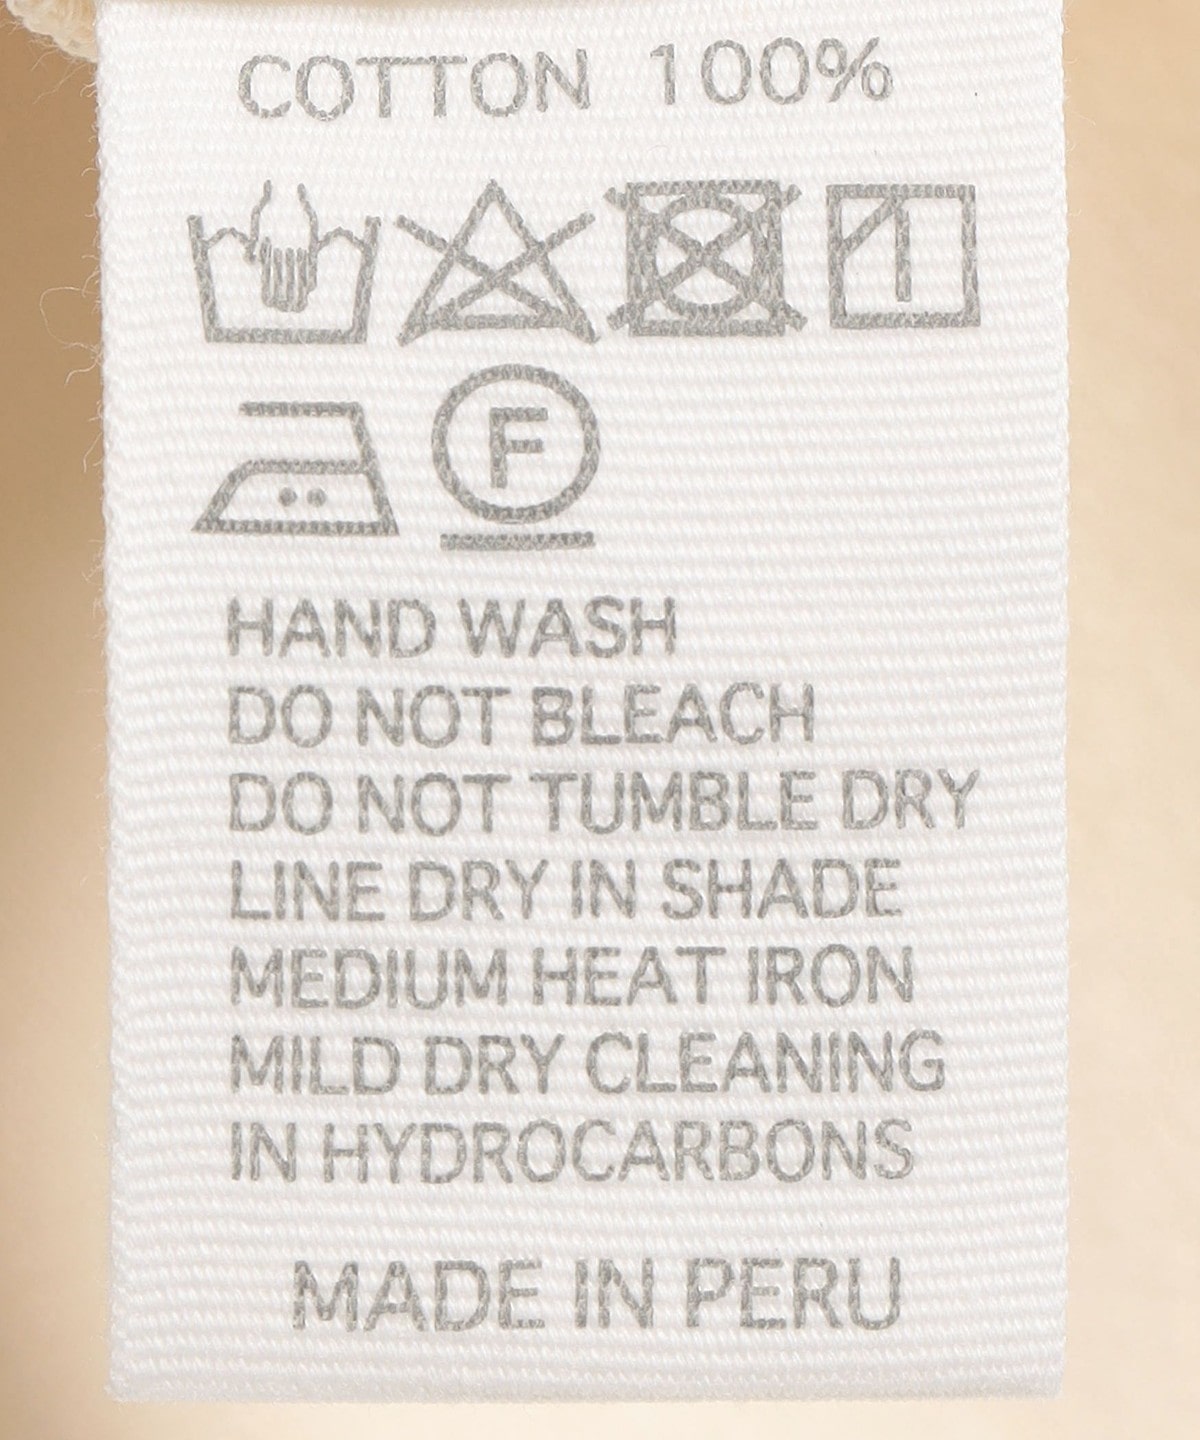 COTTON 100%
F
HAND WASH
DO NOT BLEACH
DO NOT TUMBLE DRY
LINE DRY IN SHADE
MEDIUM HEAT IRON
MILD DRY CLEANING
IN HYDROCARBONS
MADE IN PERU